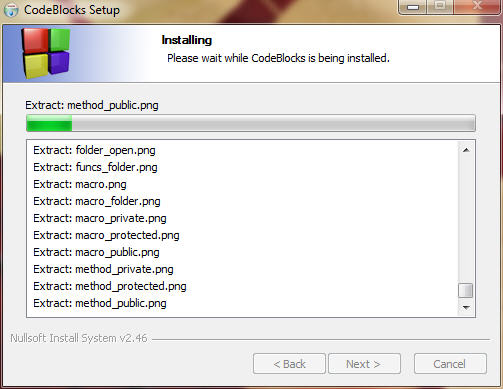 CodeBlocks Setup
Installing
Please wait while CodeBlocks is being installed.
Extract: method_public.png
Extract: folder_open.png
Extract: funcs_folder.png
Extract: macro.png
Extract: macro_folder.png
Extract: macro_private.png
Extract: macro_protected.png
Extract: macro_public.png
Extract: method_private.png
Extract: method_protected.png
Extract: method_public.png
Nullsoft Install System v2.46
< Back Next > Cancel